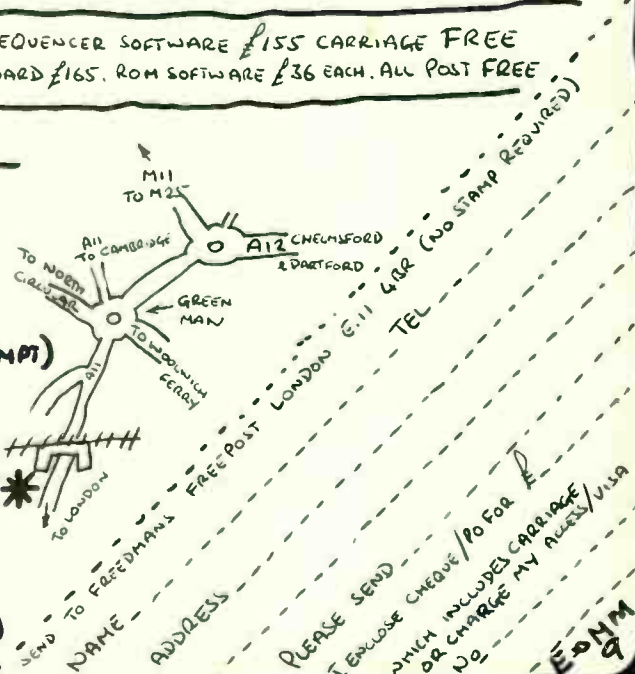 EQUENCER SOFTWARE £155 CARRIAGE FREE
ARD £165. ROM SOFTWARE £36 EACH. ALL POST FREE
M11
TO M25
A11
TO CAMBRIDGE
A12 CHELMSFORD
& DARTFORD
TO NORTH
CIRCULAR
GREEN
MAN
TO WOOLWICH
FERRY
MPT)
A11
TO LONDON
SEND TO FREEDMANS FREEPOST LONDON E.11 4BR (NO STAMP REQUIRED)
NAME
TEL
ADDRESS
PLEASE SEND
I ENCLOSE CHEQUE/PO FOR £
WHICH INCLUDES CARRIAGE
OR CHARGE MY ACCESS/VISA
NO
E&MM
9